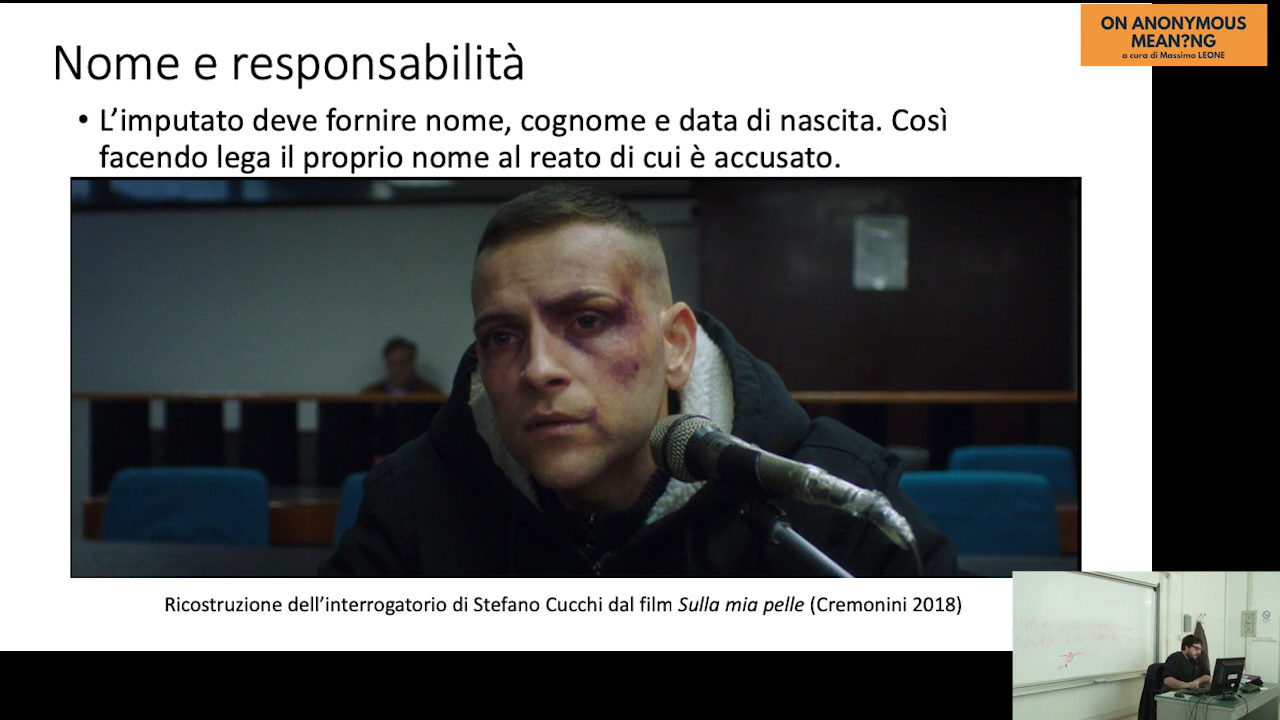 ON ANONYMOUS
MEAN?NG
a cura di Massimo LEONE
Nome e responsabilità
• L’imputato deve fornire nome, cognome e data di nascita. Così
facendo lega il proprio nome al reato di cui è accusato.
Ricostruzione dell’interrogatorio di Stefano Cucchi dal film Sulla mia pelle (Cremonini 2018)